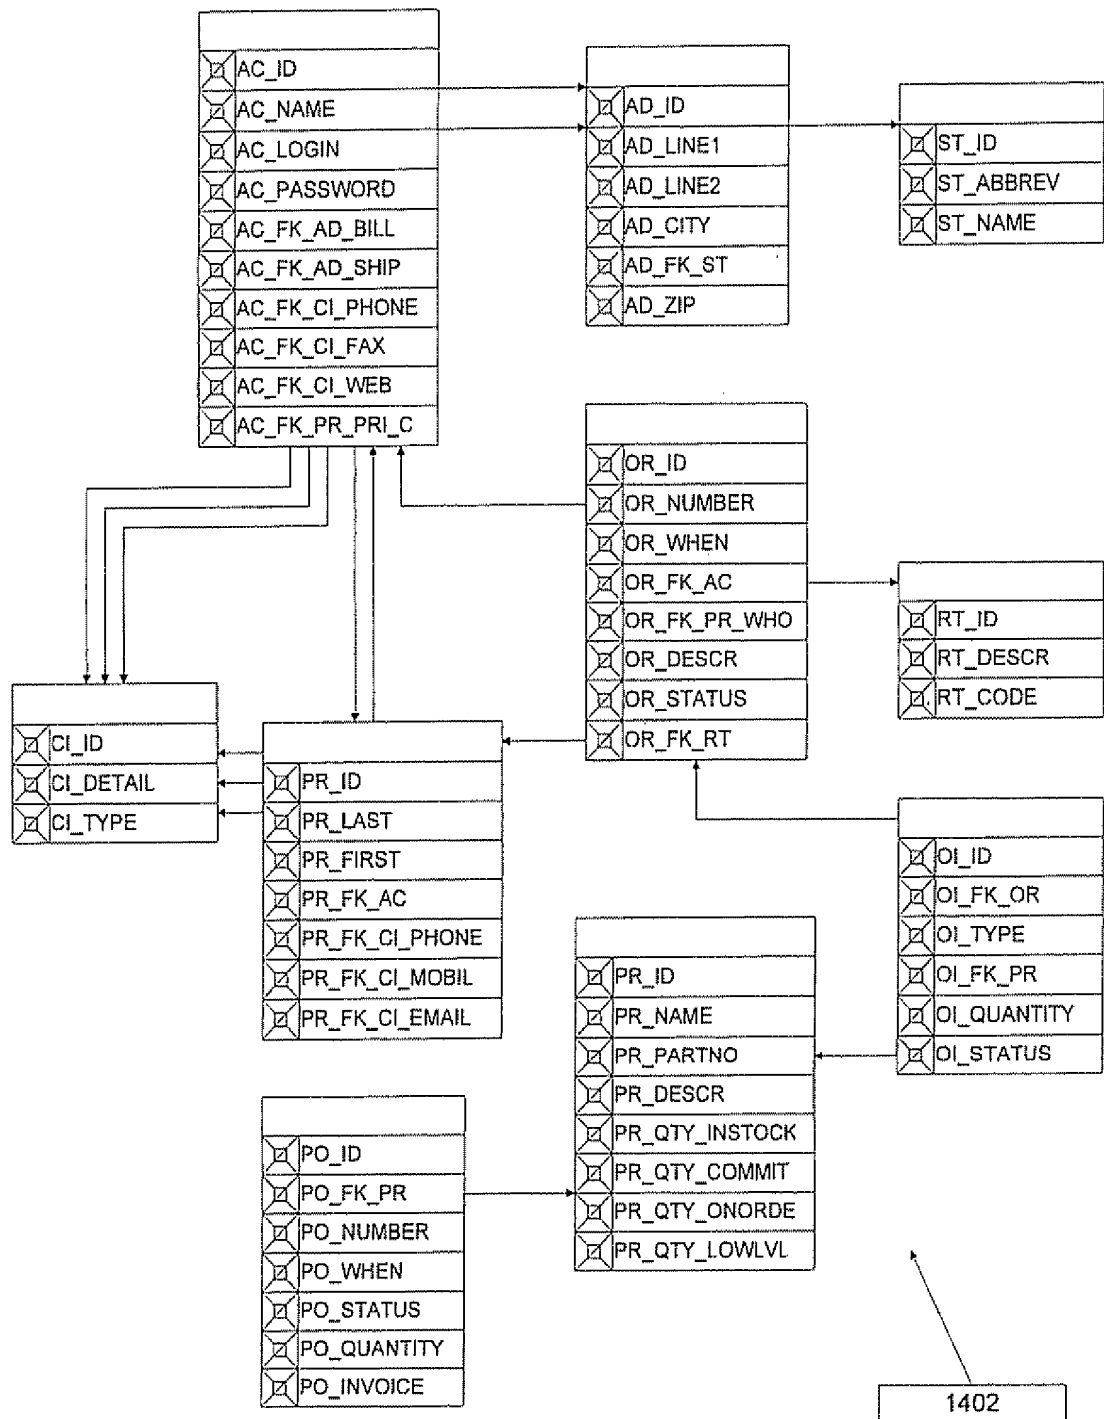 AC_ID
AC_NAME
AC_LOGIN
AC_PASSWORD
AC_FK_AD_BILL
AC_FK_AD_SHIP
AC_FK_CI_PHONE
AC_FK_CI_FAX
AC_FK_CI_WEB
AC_FK_PR_PRI_C
AD_ID
AD_LINE1
AD_LINE2
AD_CITY
AD_FK_ST
AD_ZIP
ST_ID
ST_ABBREV
ST_NAME
OR_ID
OR_NUMBER
OR_WHEN
OR_FK_AC
OR_FK_PR_WHO
OR_DESCR
OR_STATUS
OR_FK_RT
RT_ID
RT_DESCR
RT_CODE
CI_ID
CI_DETAIL
CI_TYPE
PR_ID
PR_LAST
PR_FIRST
PR_FK_AC
PR_FK_CI_PHONE
PR_FK_CI_MOBIL
PR_FK_CI_EMAIL
OI_ID
OI_FK_OR
OI_TYPE
OI_FK_PR
OI_QUANTITY
OI_STATUS
PR_ID
PR_NAME
PR_PARTNO
PR_DESCR
PR_QTY_INSTOCK
PR_QTY_COMMIT
PR_QTY_ONORDE
PR_QTY_LOWLVL
PO_ID
PO_FK_PR
PO_NUMBER
PO_WHEN
PO_STATUS
PO_QUANTITY
PO_INVOICE
1402